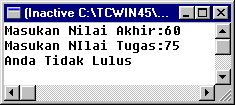 (Inactive C:\TCWIN45\...
Masukan Nilai Akhir:60
Masukan NIlai Tugas:75
Anda Tidak Lulus